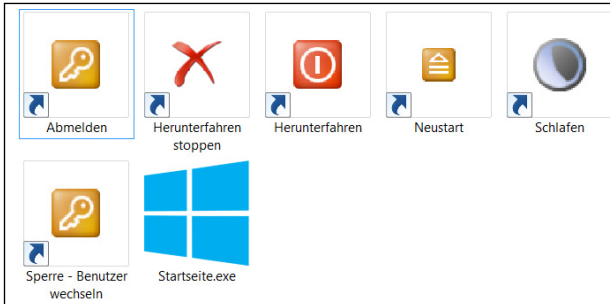 Abmelden
Herunterfahren
stoppen
Herunterfahren
Neustart
Schlafen
Sperre - Benutzer
wechseln
Startseite.exe